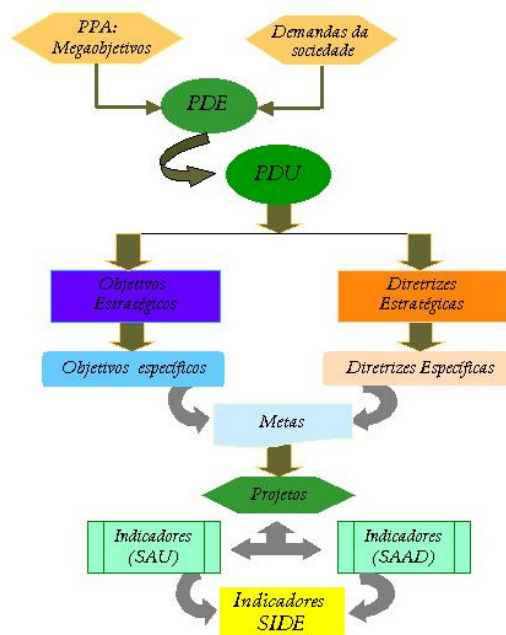 PPA:
Megaobjetivos
Demandas da
sociedade
PDE
PDU
Objetivos
Estratégicos
Diretrizes
Estratégicas
Objetivos específicos
Diretrizes Específicas
Metas
Projetos
Indicadores
(SAU)
Indicadores
(SAAD)
Indicadores
SIDE